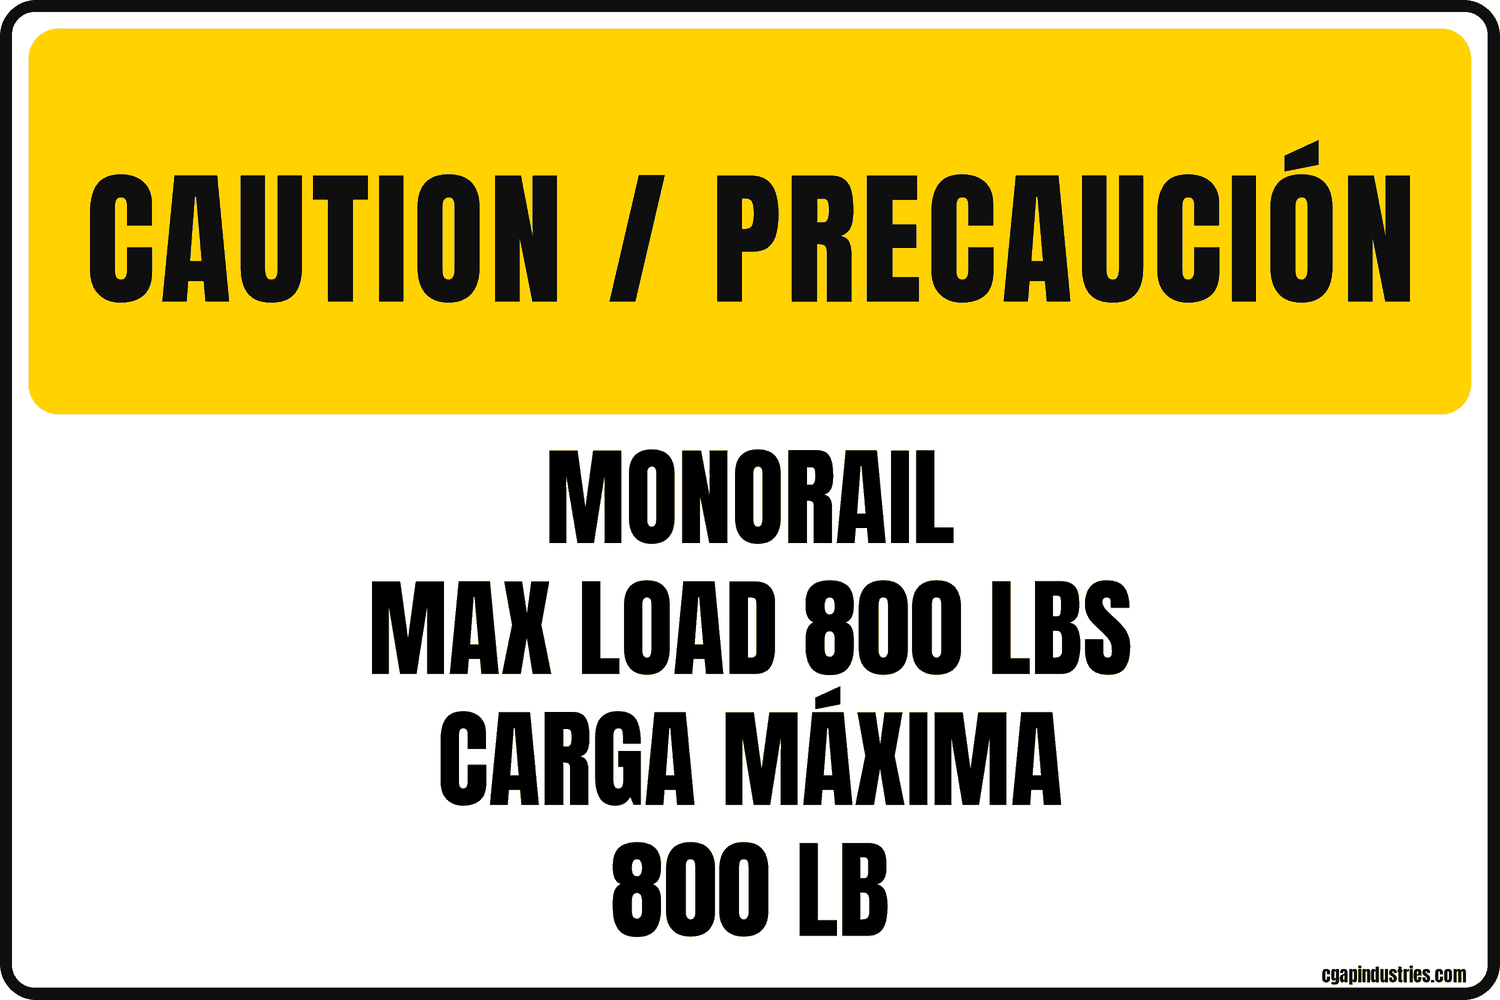 CAUTION / PRECAUCIÓN
MONORAIL
MAX LOAD 800 LBS
CARGA MÁXIMA
800 LB
cgapindustries.com